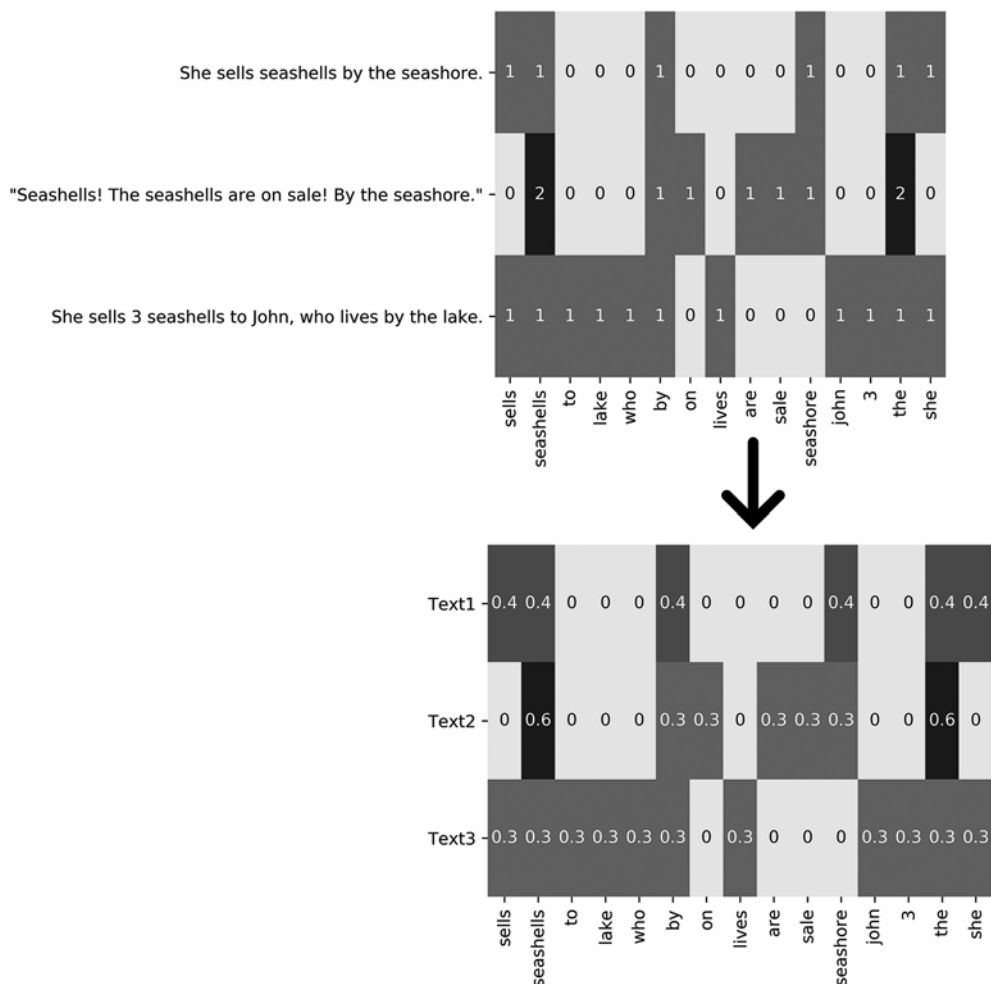 She sells seashells by the seashore. 1 1 0 0 0 1 0 0 0 0 1 0 0 1 1
"Seashells! The seashells are on sale! By the seashore." 0 2 0 0 0 1 1 0 1 1 1 0 0 2 0
She sells 3 seashells to John, who lives by the lake. 1 1 1 1 1 1 0 1 0 0 0 1 1 1 1
sells seashells to lake who by on lives are sale seashore john 3 the she
Text1 0.4 0.4 0 0 0 0.4 0 0 0 0 0.4 0 0 0.4 0.4
Text2 0 0.6 0 0 0 0.3 0.3 0 0.3 0.3 0.3 0 0 0.6 0
Text3 0.3 0.3 0.3 0.3 0.3 0.3 0 0.3 0 0 0 0.3 0.3 0.3 0.3
sells seashells to lake who by on lives are sale seashore john 3 the she